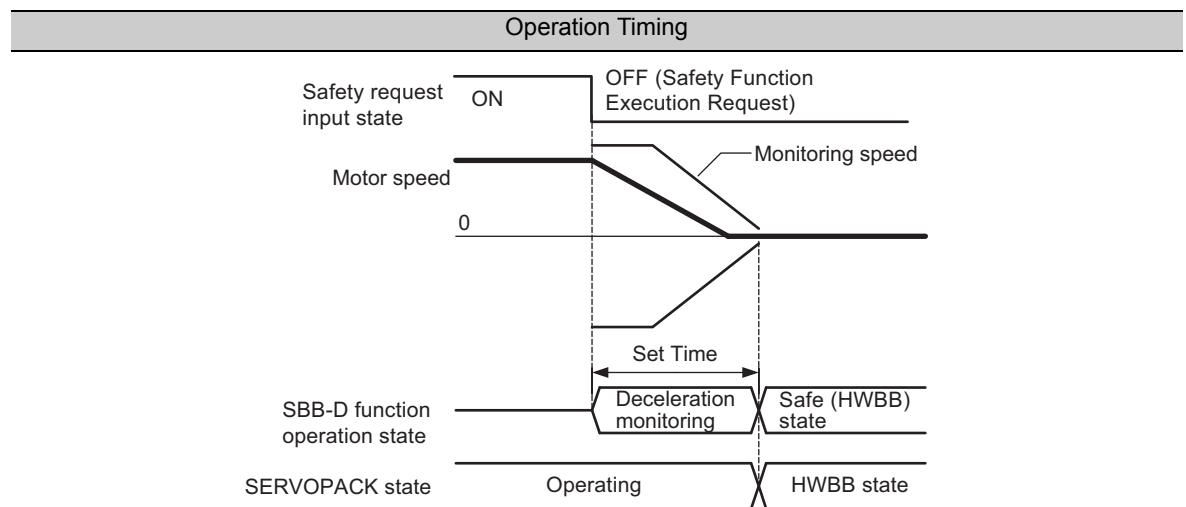 Operation Timing
Safety request
input state
ON
OFF (Safety Function
Execution Request)
Monitoring speed
Motor speed
0
Set Time
SBB-D function
operation state
Deceleration
monitoring
Safe (HWBB)
state
SERVOPACK state
Operating
HWBB state